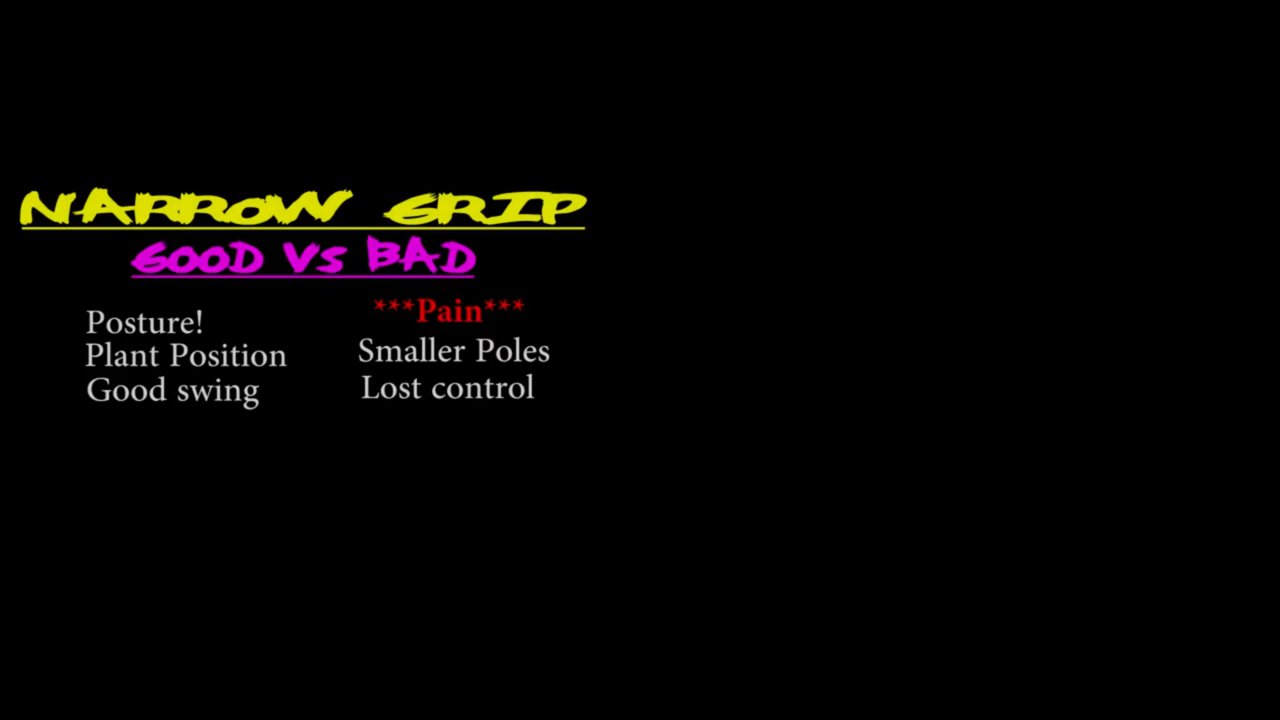 NARROW GRIP
GOOD VS BAD
Posture!
Plant Position
Good swing
***Pain***
Smaller Poles
Lost control